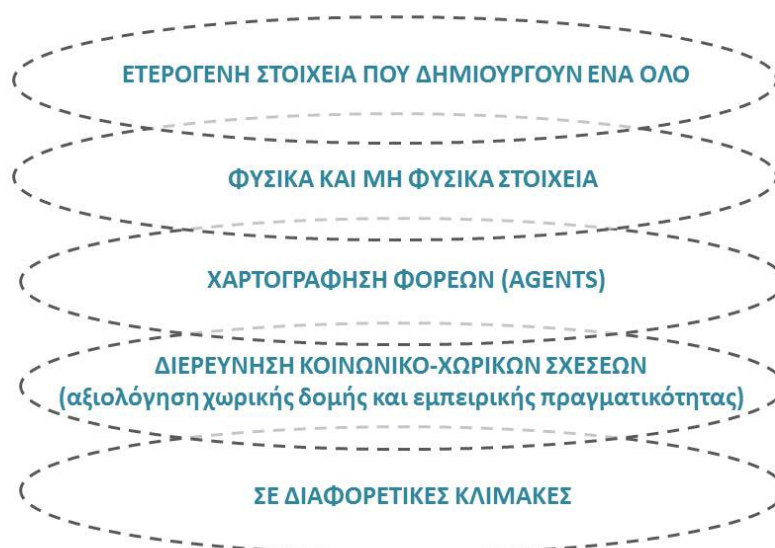 ΕΤΕΡΟΓΕΝΗ ΣΤΟΙΧΕΙΑ ΠΟΥ ΔΗΜΙΟΥΡΓΟΥΝ ΕΝΑ ΟΛΟ
ΦΥΣΙΚΑ ΚΑΙ ΜΗ ΦΥΣΙΚΑ ΣΤΟΙΧΕΙΑ
ΧΑΡΤΟΓΡΑΦΗΣΗ ΦΟΡΕΩΝ (AGENTS)
ΔΙΕΡΕΥΝΗΣΗ ΚΟΙΝΩΝΙΚΟ-ΧΩΡΙΚΩΝ ΣΧΕΣΕΩΝ
(αξιολόγηση χωρικής δομής και εμπειρικής πραγματικότητας)
ΣΕ ΔΙΑΦΟΡΕΤΙΚΕΣ ΚΛΙΜΑΚΕΣ